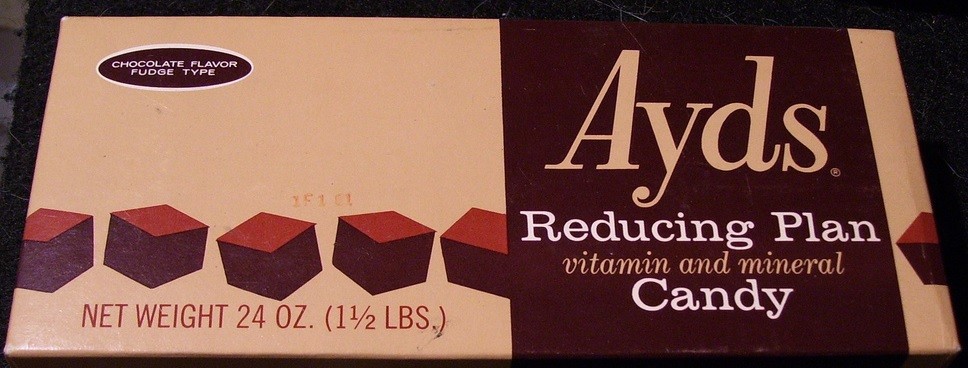 CHOCOLATE FLAVOR
FUDGE TYPE
NET WEIGHT 24 OZ. (1½ LBS.)
Ayds®
Reducing Plan
vitamin and mineral
Candy